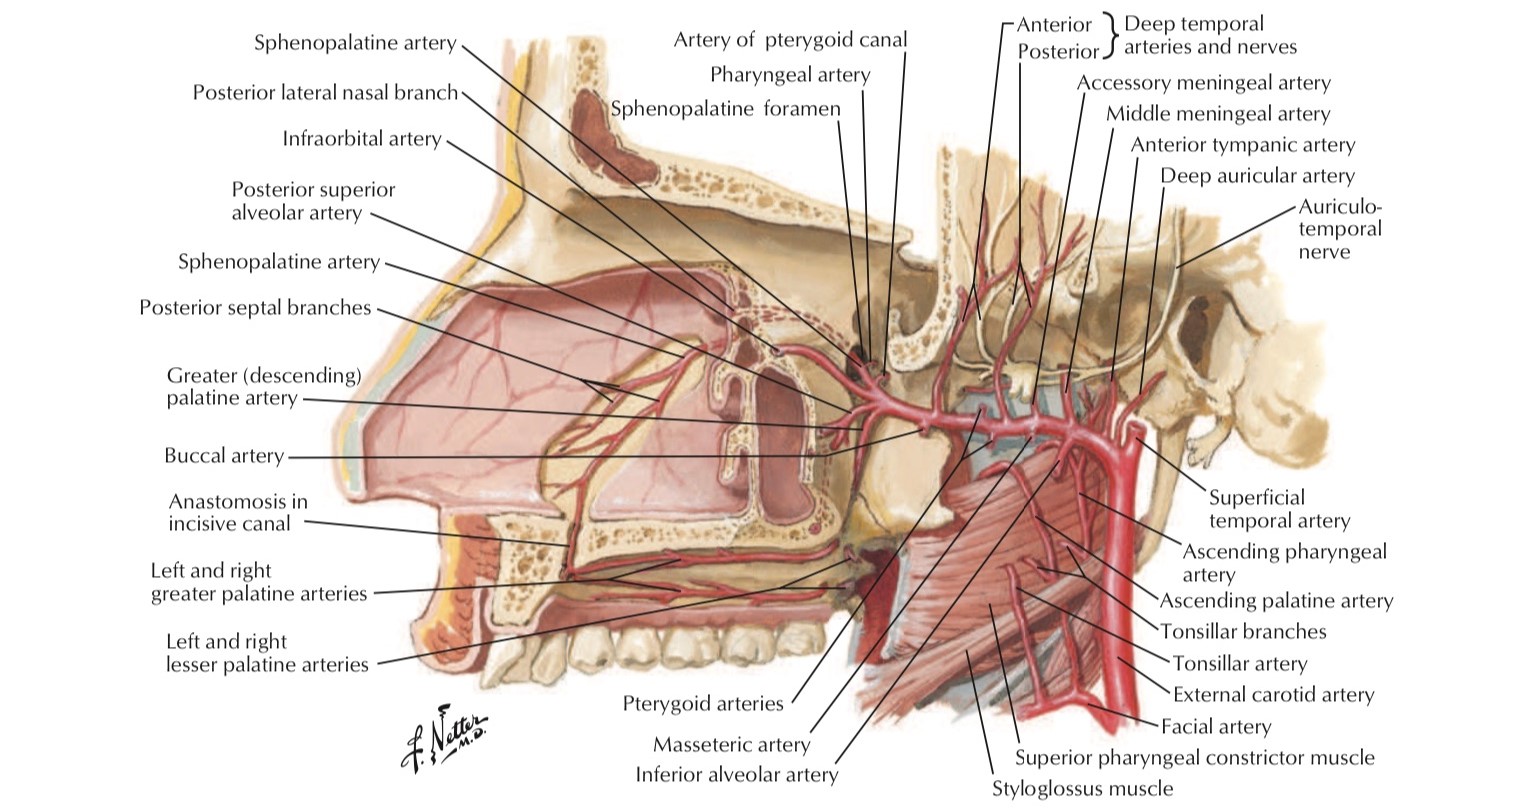 Sphenopalatine artery
Posterior lateral nasal branch
Infraorbital artery
Posterior superior
alveolar artery
Sphenopalatine artery
Posterior septal branches
Greater (descending)
palatine artery
Buccal artery
Anastomosis in
incisive canal
Left and right
greater palatine arteries
Left and right
lesser palatine arteries
Artery of pterygoid canal
Pharyngeal artery
Sphenopalatine foramen
Anterior
Posterior
Deep temporal
arteries and nerves
Accessory meningeal artery
Middle meningeal artery
Anterior tympanic artery
Deep auricular artery
Auriculo-
temporal
nerve
Superficial
temporal artery
Ascending pharyngeal
artery
Ascending palatine artery
Tonsillar branches
Tonsillar artery
External carotid artery
Facial artery
Superior pharyngeal constrictor muscle
Styloglossus muscle
Pterygoid arteries
Masseteric artery
Inferior alveolar artery
F. Netter
M.D.